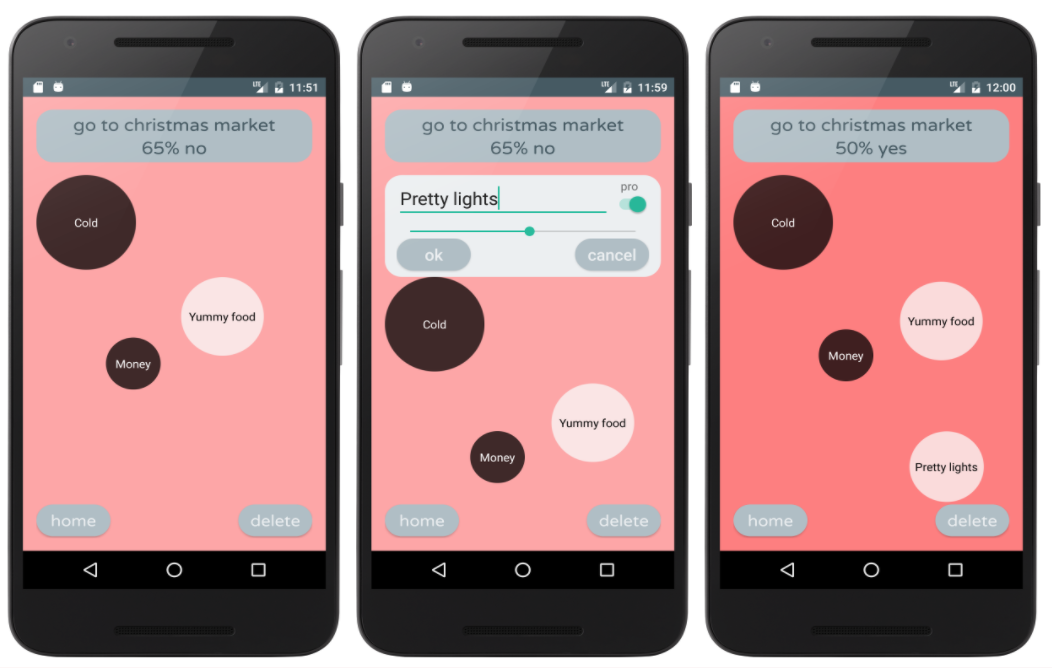 LTE 11:51
go to christmas market
65% no
Cold
Yummy food
Money
home
delete
LTE 11:59
go to christmas market
65% no
pro
Pretty lights
ok
cancel
Cold
Yummy food
Money
home
delete
LTE 12:00
go to christmas market
50% yes
Cold
Yummy food
Money
Pretty lights
home
delete